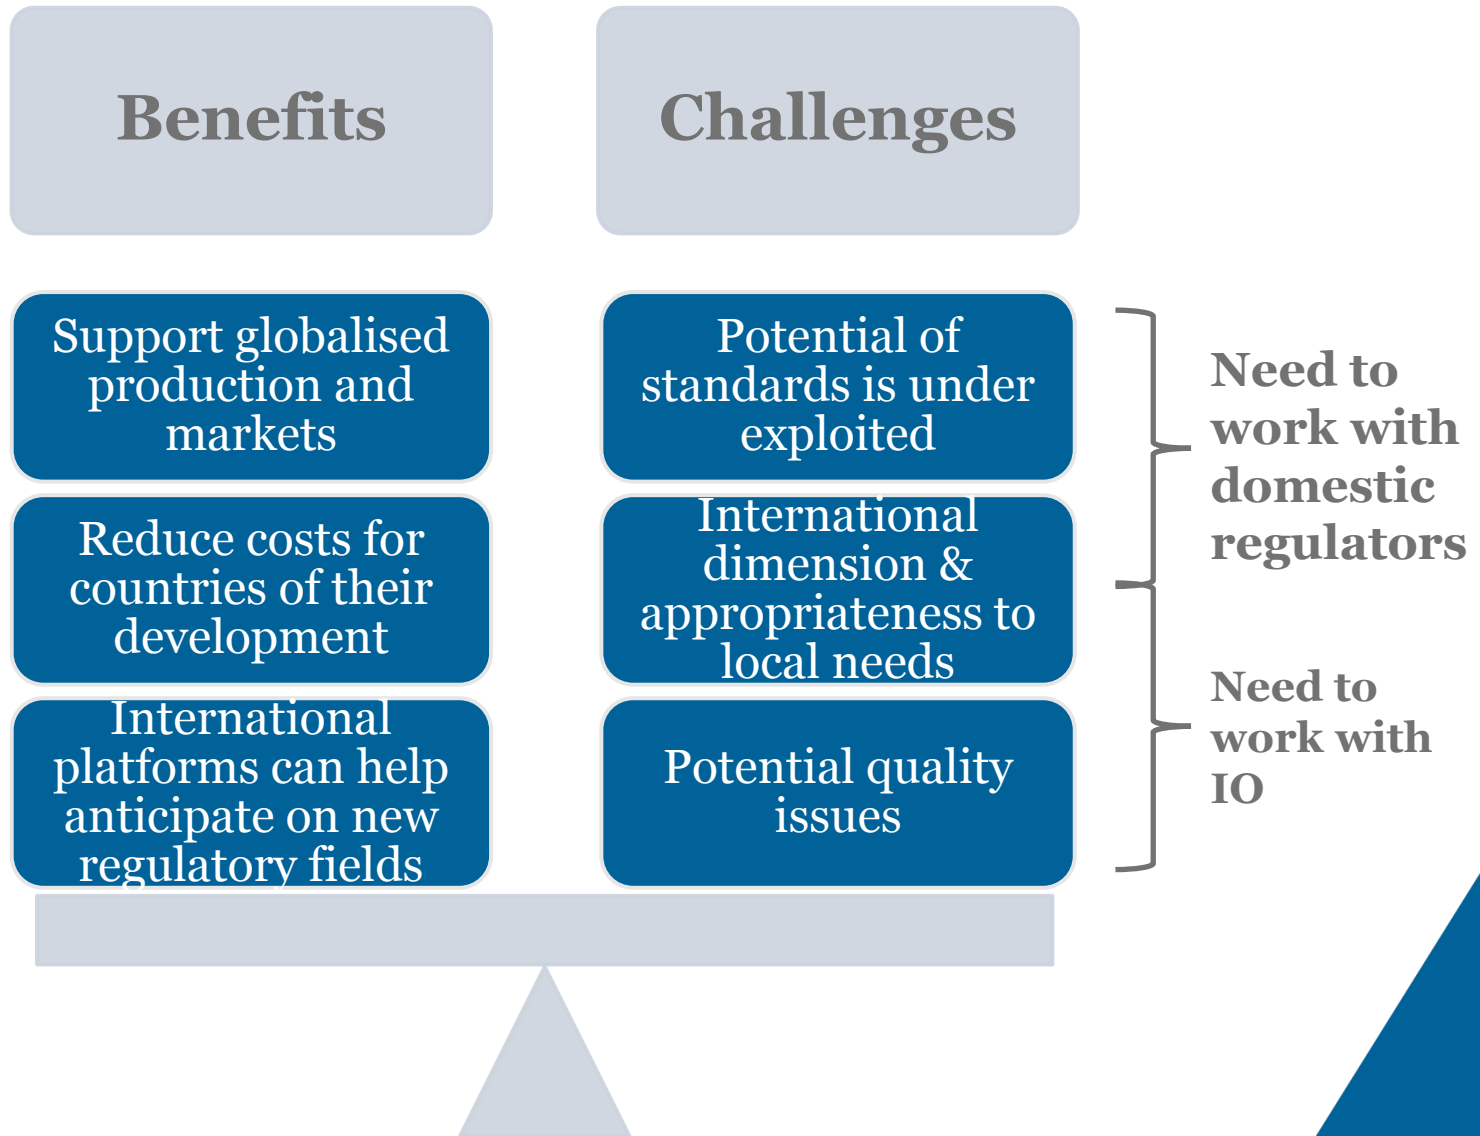 Benefits
Challenges
Support globalised
production and
markets
Reduce costs for
countries of their
development
International
platforms can help
anticipate on new
regulatory fields
Potential of
standards is under
exploited
International
dimension &
appropriateness to
local needs
Potential quality
issues
Need to
work with
domestic
regulators
Need to
work with
IO